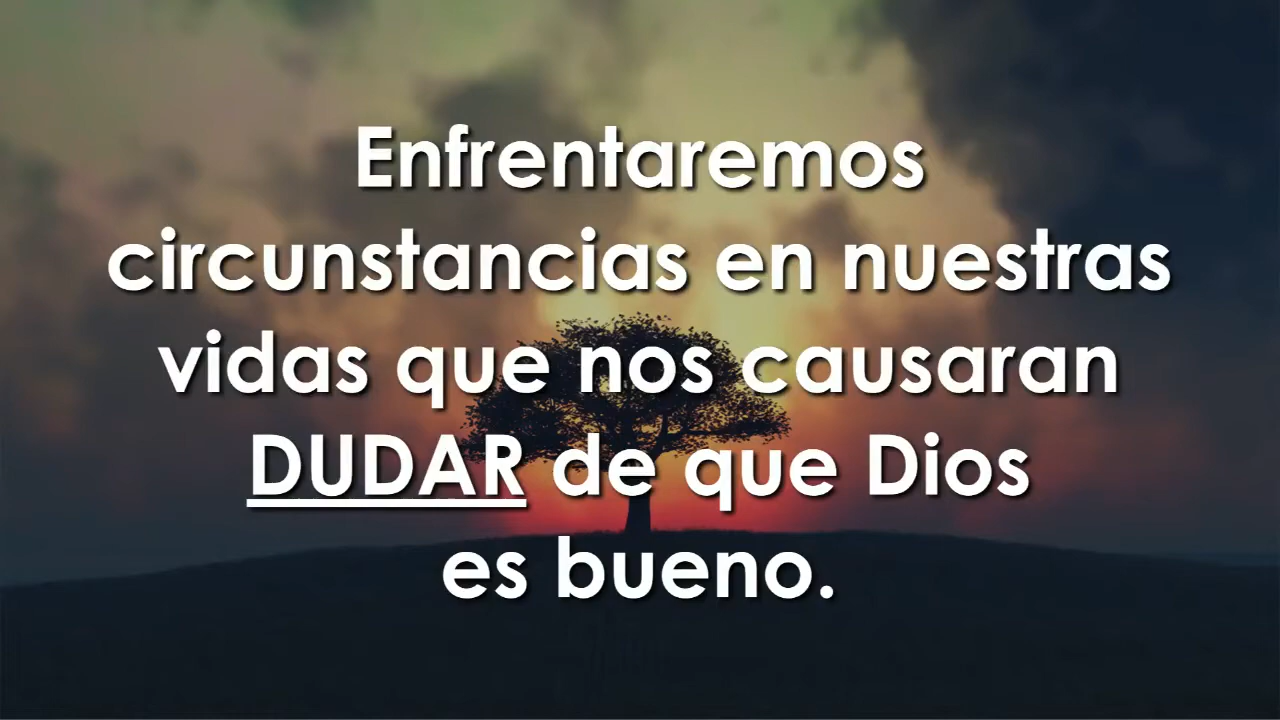 Enfrentaremos
circunstancias en nuestras
vidas que nos causaran
DUDAR de que Dios
es bueno.